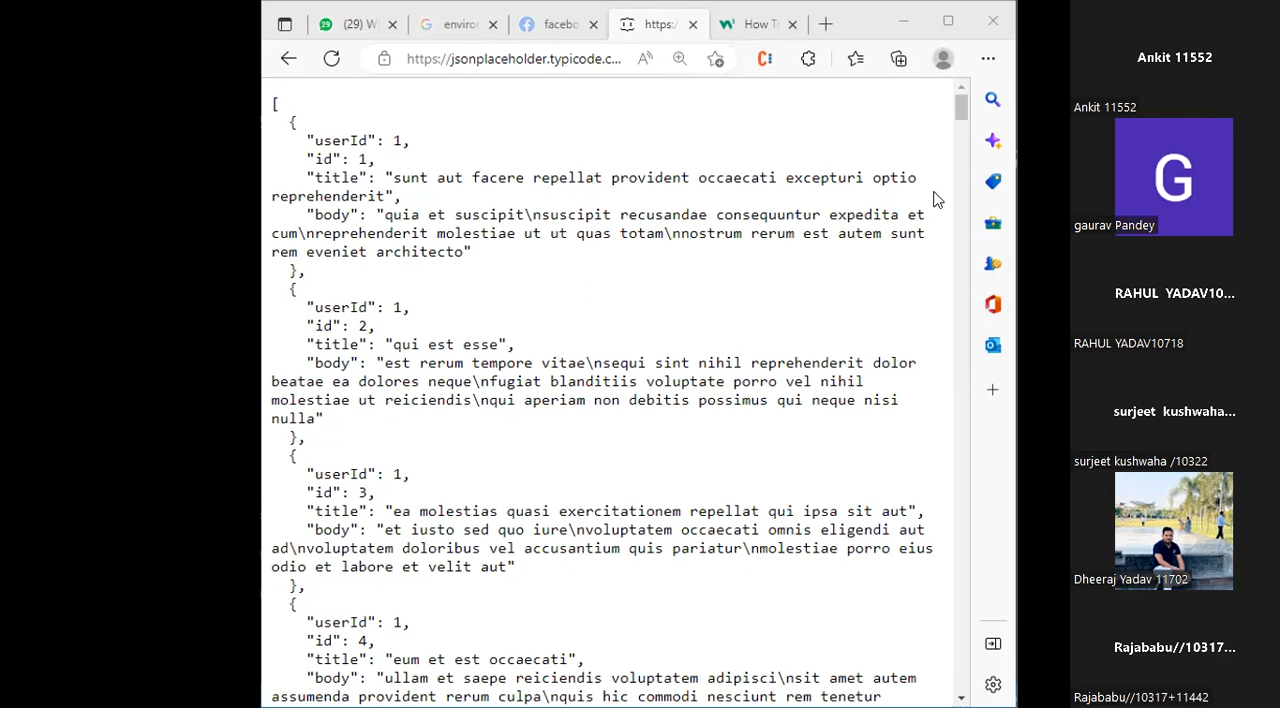 29
(29) W
enviro
facebo
https:/
How To
https://jsonplaceholder.typicode.c...
[
{
"userId": 1,
"id": 1,
"title": "sunt aut facere repellat provident occaecati excepturi optio
reprehenderit",
"body": "quia et suscipit\nsuscipit recusandae consequuntur expedita et
cum\nreprehenderit molestiae ut ut quas totam\nnostrum rerum est autem sunt
rem eveniet architecto"
},
{
"userId": 1,
"id": 2,
"title": "qui est esse",
"body": "est rerum tempore vitae\nsequi sint nihil reprehenderit dolor
beatae ea dolores neque\nfugiat blanditiis voluptate porro vel nihil
molestiae ut reiciendis\nqui aperiam non debitis possimus qui neque nisi
nulla"
},
{
"userId": 1,
"id": 3,
"title": "ea molestias quasi exercitationem repellat qui ipsa sit aut",
"body": "et iusto sed quo iure\nvoluptatem occaecati omnis eligendi aut
ad\nvoluptatem doloribus vel accusantium quis pariatur\nmolestiae porro eius
odio et labore et velit aut"
},
{
"userId": 1,
"id": 4,
"title": "eum et est occaecati",
"body": "ullam et saepe reiciendis voluptatem adipisci\nsit amet autem
assumenda provident rerum culpa\nquis hic commodi nesciunt rem tenetur
Ankit 11552
Ankit 11552
G
gaurav Pandey
RAHUL YADAV10...
RAHUL YADAV10718
surjeet kushwaha...
surjeet kushwaha /10322
Dheeraj Yadav 11702
Rajababu//10317...
Rajababu//10317+11442